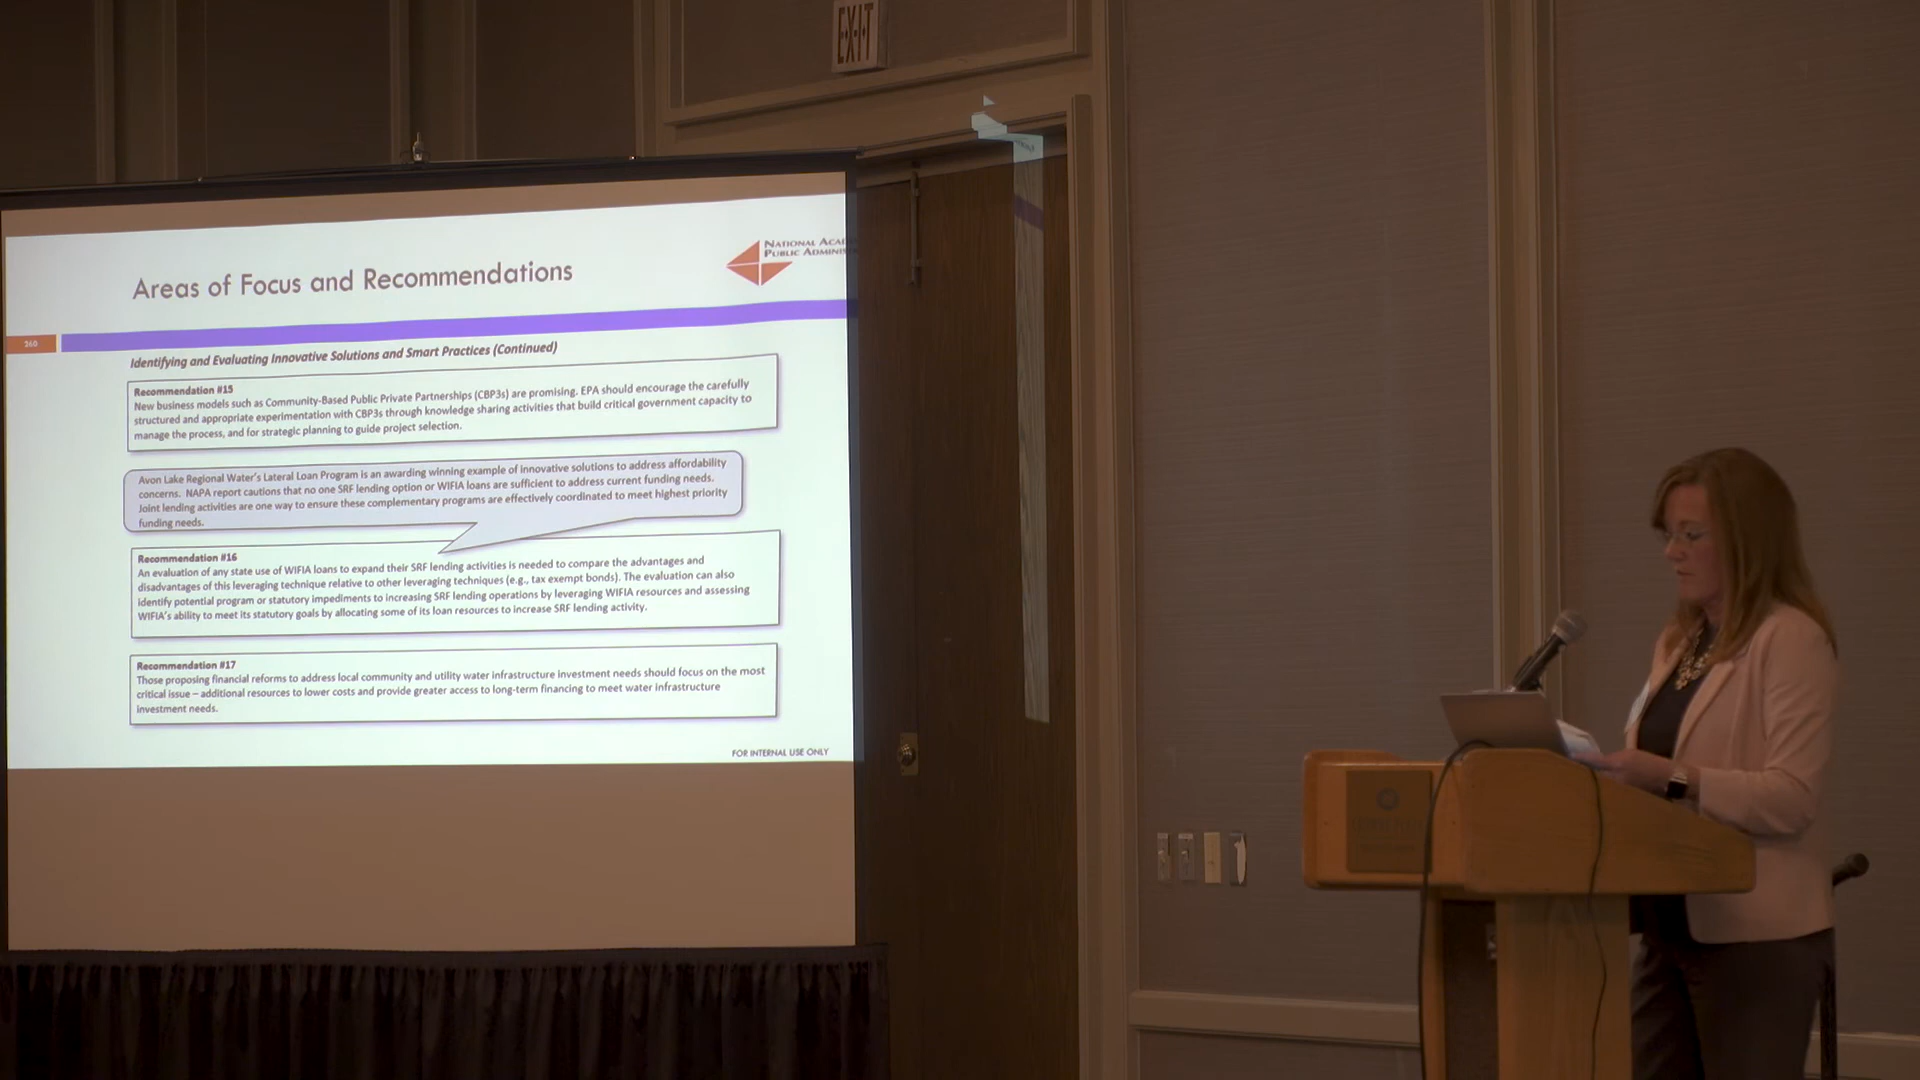 EXIT
NATIONAL ACA
PUBLIC ADMINI
Areas of Focus and Recommendations
360
Identifying and Evaluating Innovative Solutions and Smart Practices (Continued)
Recommendation #15
New business models such as Community-Based Public Private Partnerships (CBP3s) are promising. EPA should encourage the carefully
structured and appropriate experimentation with CBP3s through knowledge sharing activities that build critical government capacity to
manage the process, and for strategic planning to guide project selection.
Avon Lake Regional Water's Lateral Loan Program is an awarding winning example of innovative solutions to address affordability
concerns. NAPA report cautions that no one SRF lending option or WIFIA loans are sufficient to address current funding needs.
Joint lending activities are one way to ensure these complementary programs are effectively coordinated to meet highest priority
funding needs.
Recommendation #16
An evaluation of any state use of WIFIA loans to expand their SRF lending activities is needed to compare the advantages and
disadvantages of this leveraging technique relative to other leveraging techniques (e.g., tax exempt bonds). The evaluation can also
identify potential program or statutory impediments to increasing SRF lending operations by leveraging WIFIA resources and assessing
WIFIA's ability to meet its statutory goals by allocating some of its loan resources to increase SRF lending activity.
Recommendation #17
Those proposing financial reforms to address local community and utility water infrastructure investment needs should focus on the most
critical issue – additional resources to lower costs and provide greater access to long-term financing to meet water infrastructure
investment needs.
FOR INTERNAL USE ONLY